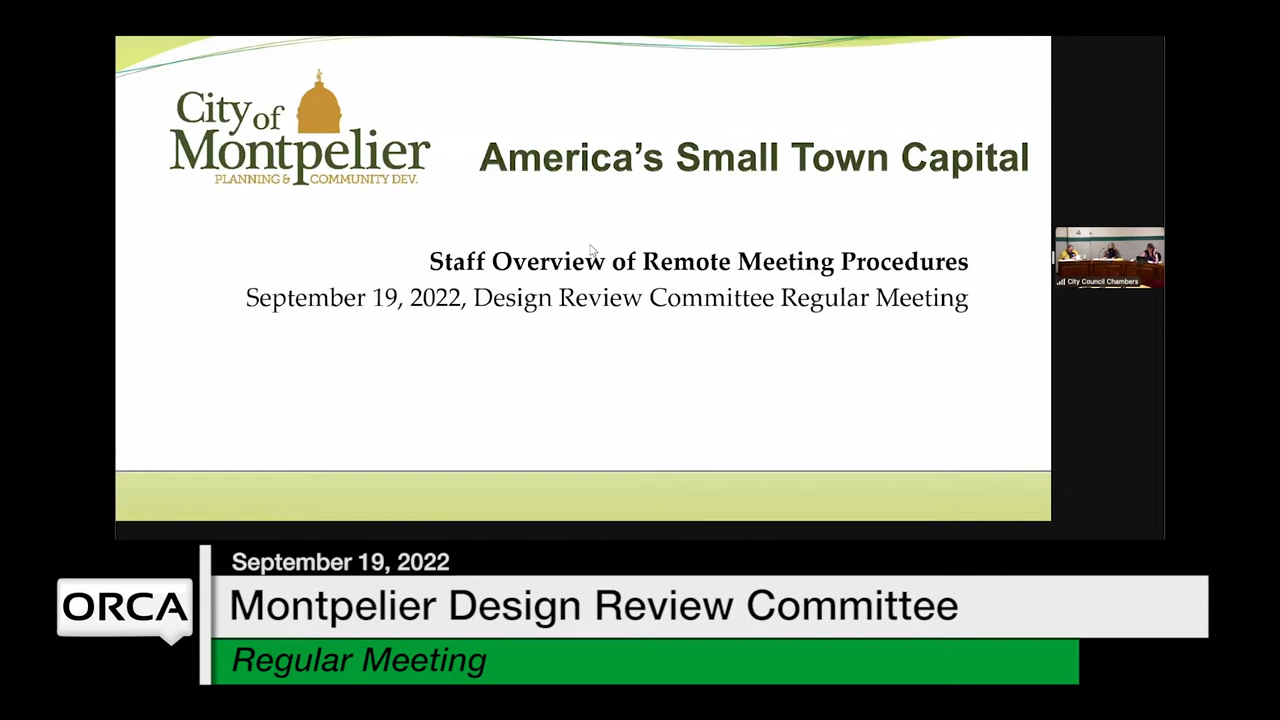 City of
Montpelier
PLANNING & COMMUNITY DEV.
America's Small Town Capital
Staff Overview of Remote Meeting Procedures
September 19, 2022, Design Review Committee Regular Meeting
City Council Chambers
September 19, 2022
ORCA
Montpelier Design Review Committee
Regular Meeting